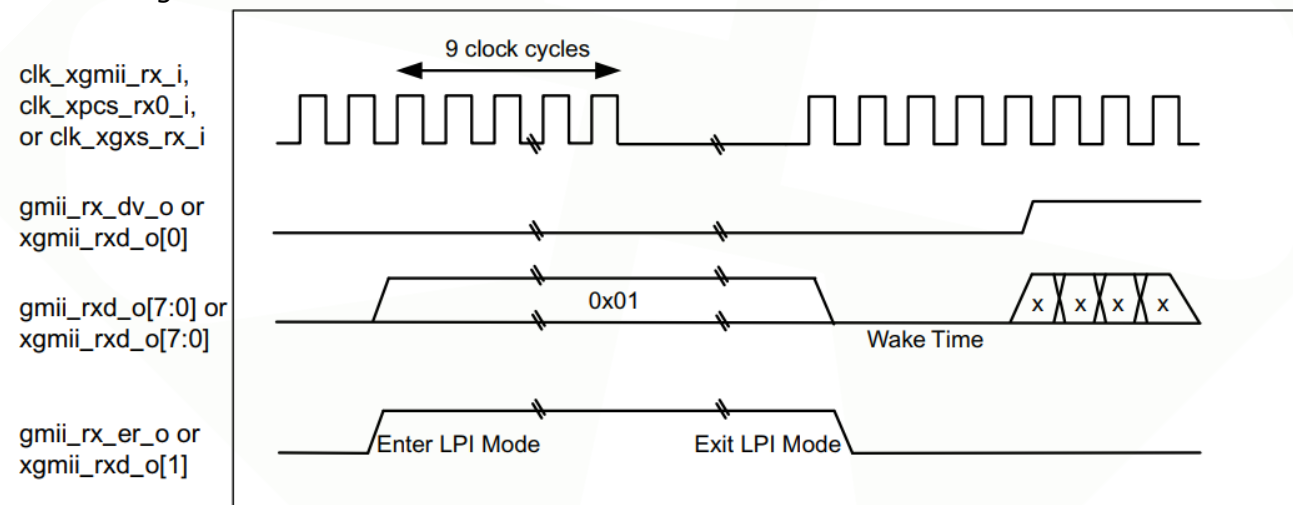 9 clock cycles
clk_xgmii_rx_i,
clk_xpcs_rx0_i,
or clk_xgxs_rx_i
gmii_rx_dv_o or
xgmii_rxd_o[0]
gmii_rxd_o[7:0] or
xgmii_rxd_o[7:0]
0x01
x x x x
Wake Time
gmii_rx_er_o or
xgmii_rxd_o[1]
Enter LPI Mode
Exit LPI Mode